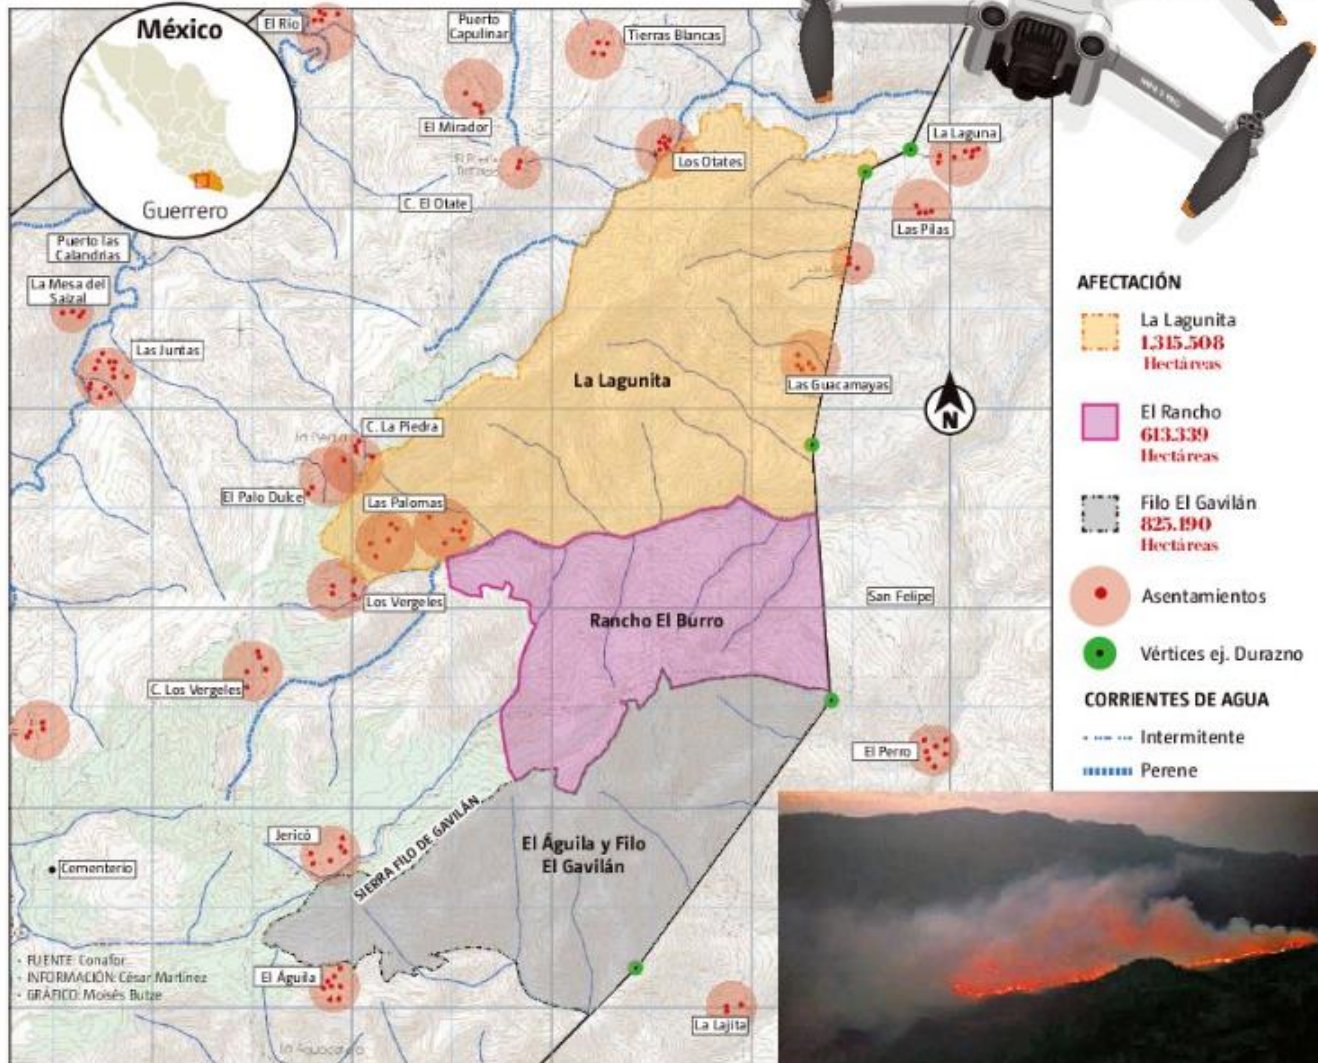 México
Guerrero
El Río
Puerto
Capulinar
Tierras Blancas
El Mirador
Los Otates
La Laguna
C. El Otate
Las Pilas
Puerto las
Calandrias
La Mesa del
Saizal
Las Juntas
La Lagunita
Las Guacamayas
N
C. La Piedra
El Palo Dulce
Las Palomas
Los Vergeles
San Felipe
Rancho El Burro
C. Los Vergeles
El Perro
SIERRA FILO DE GAVILÁN
Jericó
El Águila y Filo
El Gavilán
Cementerio
El Águila
La Lajita
- FUENTE: Conafor
- INFORMACIÓN: César Martínez
- GRÁFICO: Moisés Butze
MINI 3 PRO
AFECTACIÓN
La Lagunita
1,315.508
Hectáreas
El Rancho
613.339
Hectáreas
Filo El Gavilán
825.190
Hectáreas
Asentamientos
Vértices ej. Durazno
CORRIENTES DE AGUA
Intermitente
Perene